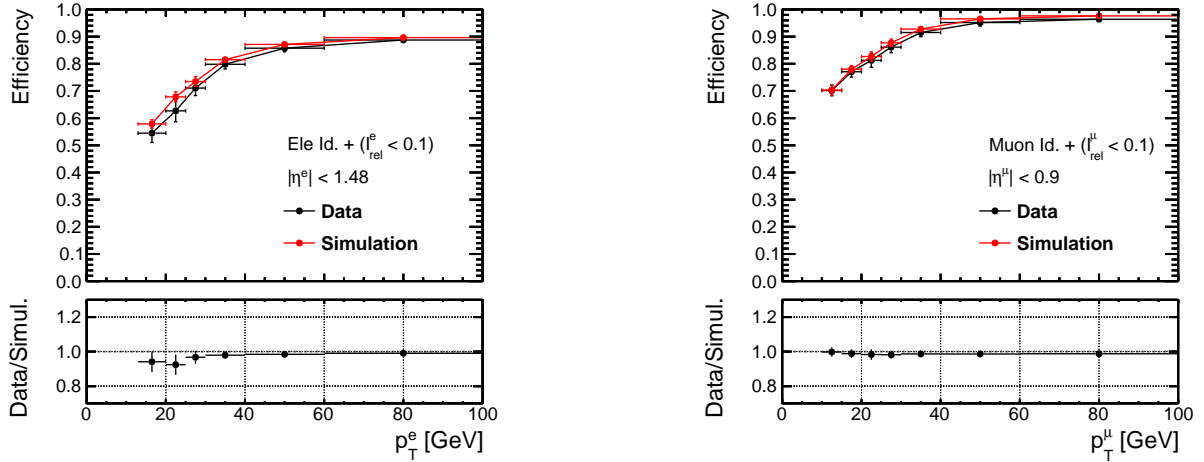 Efficiency
1.0
0.9
0.8
0.7
0.6
0.5
0.4
0.3
0.2
0.1
0.0
Ele Id. + (I^e_rel < 0.1)
|η^e| < 1.48
Data
Simulation
Data/Simul.
1.2
1.0
0.8
0 20 40 60 80 100
p_T^e [GeV]
Efficiency
1.0
0.9
0.8
0.7
0.6
0.5
0.4
0.3
0.2
0.1
0.0
Muon Id. + (I^μ_rel < 0.1)
|η^μ| < 0.9
Data
Simulation
Data/Simul.
1.2
1.0
0.8
0 20 40 60 80 100
p_T^μ [GeV]